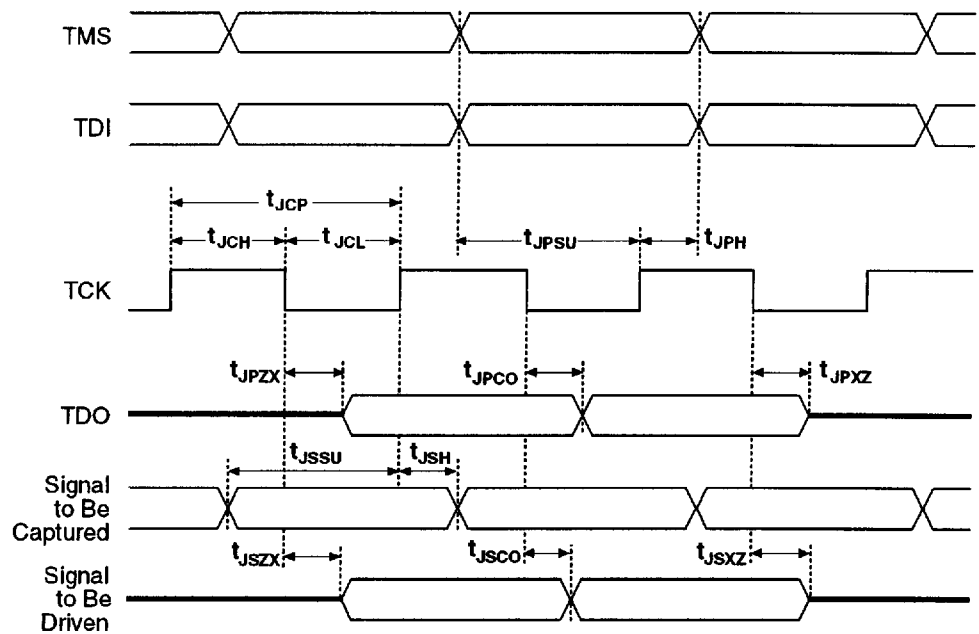 TMS
TDI
tJCP
tJCH
tJCL
tJPSU
tJPH
TCK
tJPZX
tJPCO
tJPXZ
TDO
tJSSU
tJSH
Signal
to Be
Captured
tJSZX
tJSCO
tJSXZ
Signal
to Be
Driven